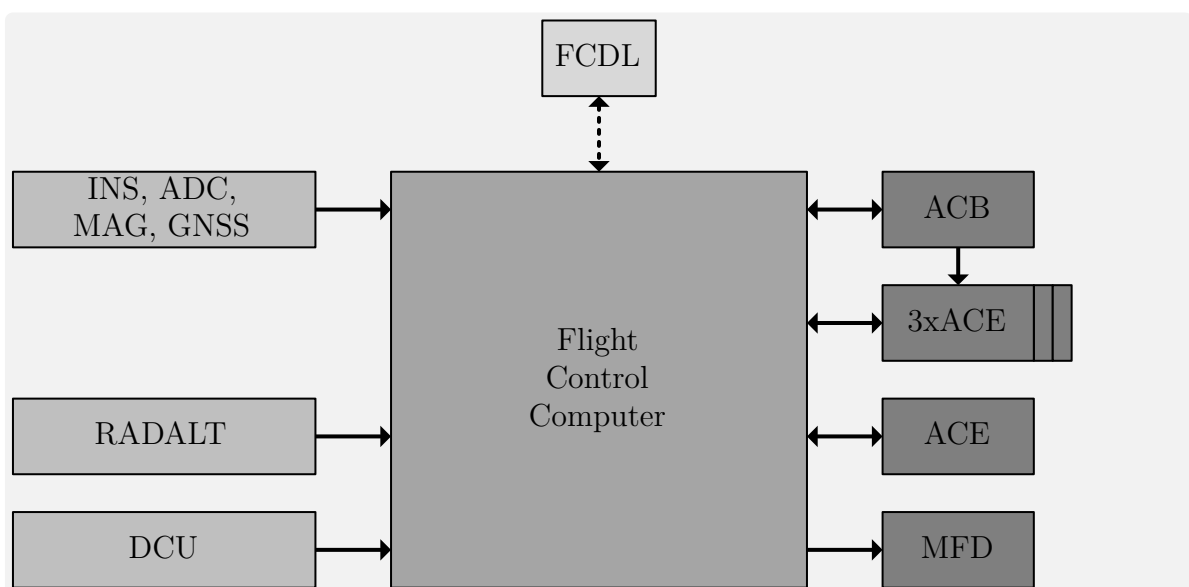 FCDL
INS, ADC,
MAG, GNSS
ACB
3xACE
Flight
Control
Computer
RADALT
ACE
DCU
MFD